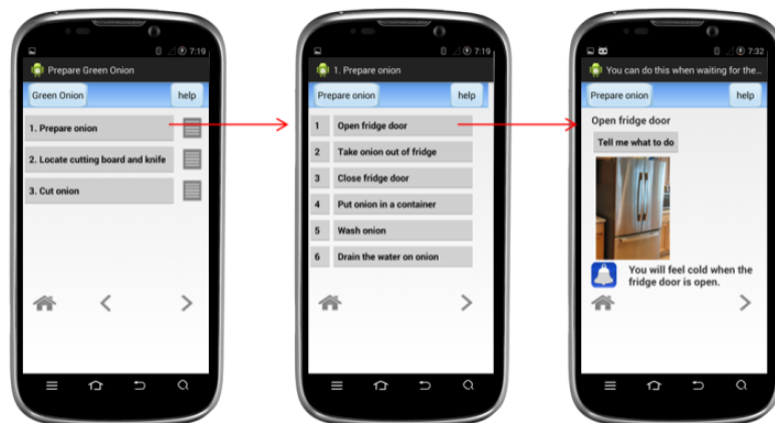 7:19
Prepare Green Onion
Green Onion
help
1. Prepare onion
2. Locate cutting board and knife
3. Cut onion
7:19
1. Prepare onion
Prepare onion
help
1 Open fridge door
2 Take onion out of fridge
3 Close fridge door
4 Put onion in a container
5 Wash onion
6 Drain the water on onion
7:32
You can do this when waiting for the...
Prepare onion
help
Open fridge door
Tell me what to do
You will feel cold when the
fridge door is open.